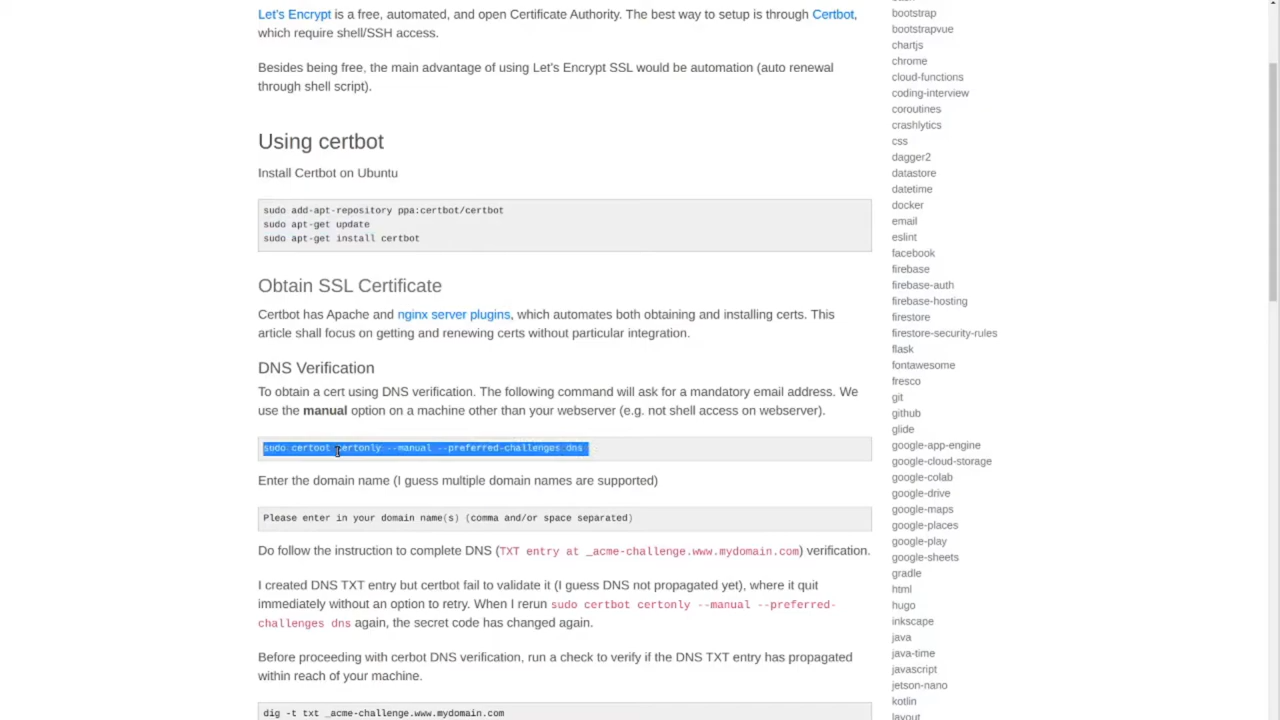 Let's Encrypt is a free, automated, and open Certificate Authority. The best way to setup is through Certbot,
which require shell/SSH access.
Besides being free, the main advantage of using Let's Encrypt SSL would be automation (auto renewal
through shell script).
Using certbot
Install Certbot on Ubuntu
sudo add-apt-repository ppa:certbot/certbot
sudo apt-get update
sudo apt-get install certbot
Obtain SSL Certificate
Certbot has Apache and nginx server plugins, which automates both obtaining and installing certs. This
article shall focus on getting and renewing certs without particular integration.
DNS Verification
To obtain a cert using DNS verification. The following command will ask for a mandatory email address. We
use the manual option on a machine other than your webserver (e.g. not shell access on webserver).
sudo certbot certonly --manual --preferred-challenges dns
Enter the domain name (I guess multiple domain names are supported)
Please enter in your domain name(s) (comma and/or space separated)
Do follow the instruction to complete DNS (TXT entry at _acme-challenge.www.mydomain.com) verification.
I created DNS TXT entry but certbot fail to validate it (I guess DNS not propagated yet), where it quit
immediately without an option to retry. When I rerun sudo certbot certonly --manual --preferred-
challenges dns again, the secret code has changed again.
Before proceeding with cerbot DNS verification, run a check to verify if the DNS TXT entry has propagated
within reach of your machine.
dig -t txt _acme-challenge.www.mydomain.com
bootstrap
bootstrapvue
chartjs
chrome
cloud-functions
coding-interview
coroutines
crashlytics
css
dagger2
datastore
datetime
docker
email
eslint
facebook
firebase
firebase-auth
firebase-hosting
firestore
firestore-security-rules
flask
fontawesome
fresco
git
github
glide
google-app-engine
google-cloud-storage
google-colab
google-drive
google-maps
google-places
google-play
google-sheets
gradle
html
hugo
inkscape
java
java-time
javascript
jetson-nano
kotlin
layout